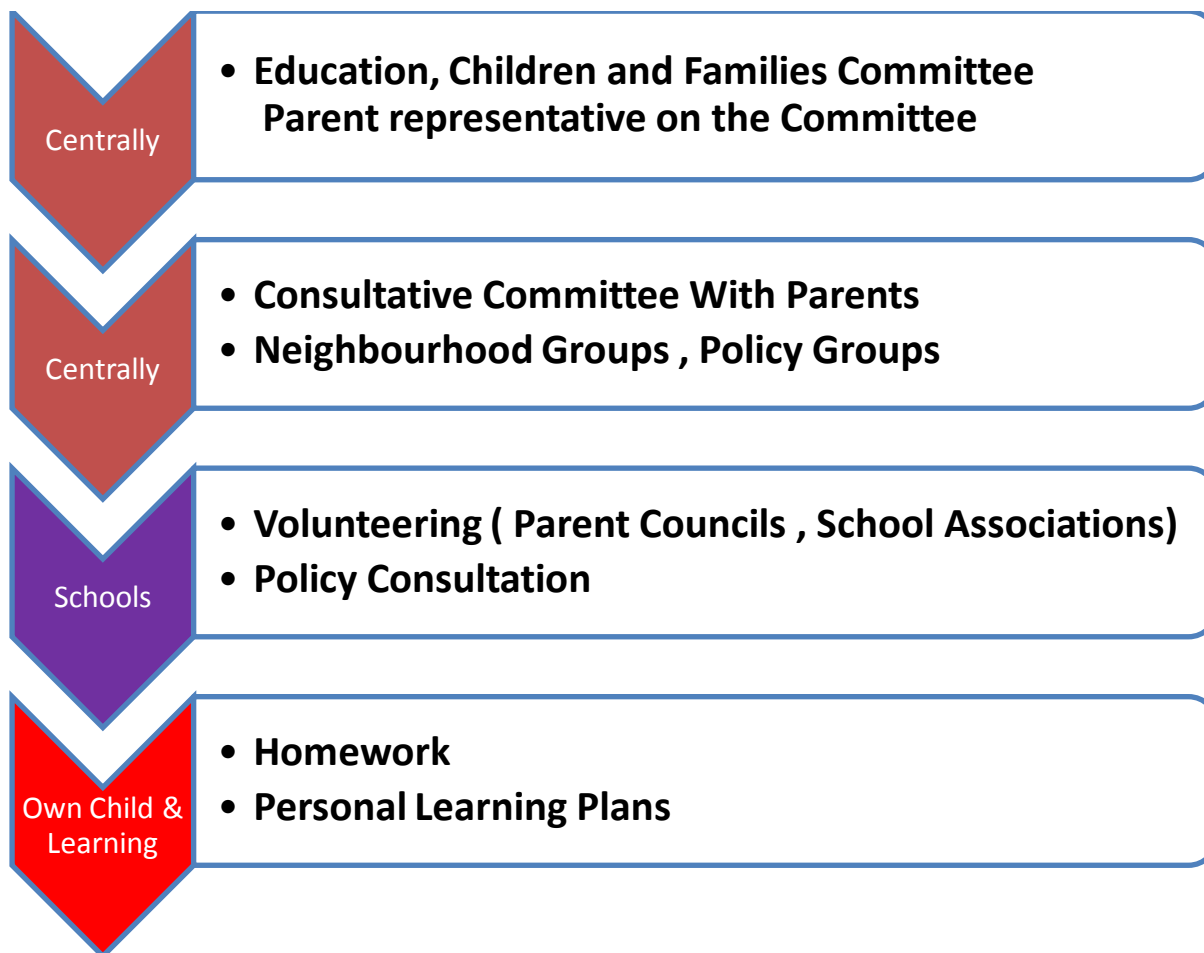 Centrally
• Education, Children and Families Committee
Parent representative on the Committee
Centrally
• Consultative Committee With Parents
• Neighbourhood Groups , Policy Groups
Schools
• Volunteering ( Parent Councils , School Associations)
• Policy Consultation
Own Child &
Learning
• Homework
• Personal Learning Plans